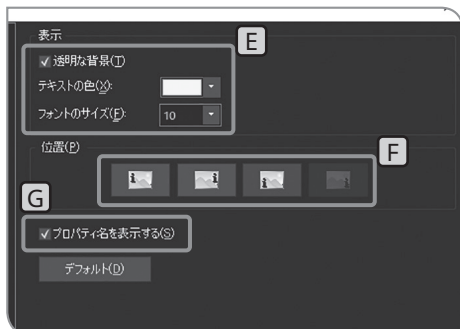 表示
E
透明な背景(T)
テキストの色(X):
フォントのサイズ(F): 10
位置(P)
F
G
プロパティ名を表示する(S)
デフォルト(D)